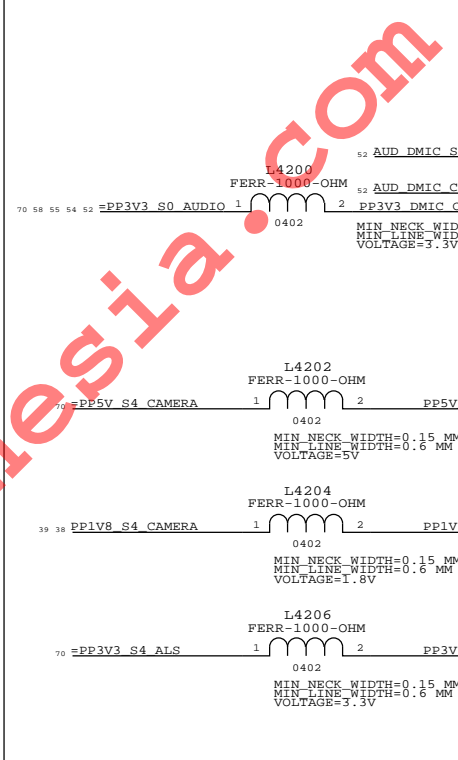 52 AUD_DMIC_S
L4200
FERR-1000-OHM
52 AUD_DMIC_C
70 58 55 54 52 =PP3V3_S0_AUDIO 1 2 PP3V3_DMIC_
0402
MIN_NECK_WID
MIN_LINE_WID
VOLTAGE=3.3V
L4202
FERR-1000-OHM
70 =PP5V_S4_CAMERA 1 2 PP5V
0402
MIN_NECK_WIDTH=0.15 MM
MIN_LINE_WIDTH=0.6 MM
VOLTAGE=5V
L4204
FERR-1000-OHM
39 38 PP1V8_S4_CAMERA 1 2 PP1V
0402
MIN_NECK_WIDTH=0.15 MM
MIN_LINE_WIDTH=0.6 MM
VOLTAGE=1.8V
L4206
FERR-1000-OHM
70 =PP3V3_S4_ALS 1 2 PP3V
0402
MIN_NECK_WIDTH=0.15 MM
MIN_LINE_WIDTH=0.6 MM
VOLTAGE=3.3V
nesia.com